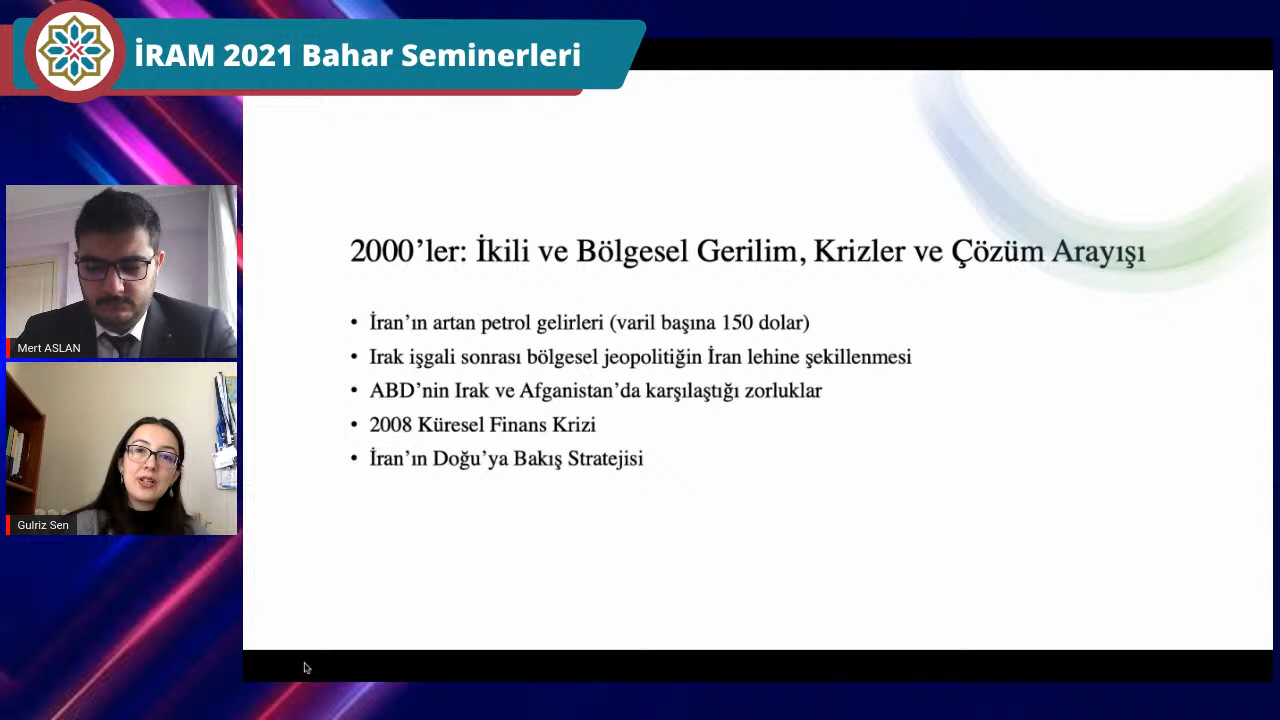 İRAM 2021 Bahar Seminerleri
2000’ler: İkili ve Bölgesel Gerilim, Krizler ve Çözüm Arayışı
• İran’ın artan petrol gelirleri (varil başına 150 dolar)
• Irak işgali sonrası bölgesel jeopolitiğin İran lehine şekillenmesi
• ABD’nin Irak ve Afganistan’da karşılaştığı zorluklar
• 2008 Küresel Finans Krizi
• İran’ın Doğu’ya Bakış Stratejisi
Mert ASLAN
Gulriz Sen